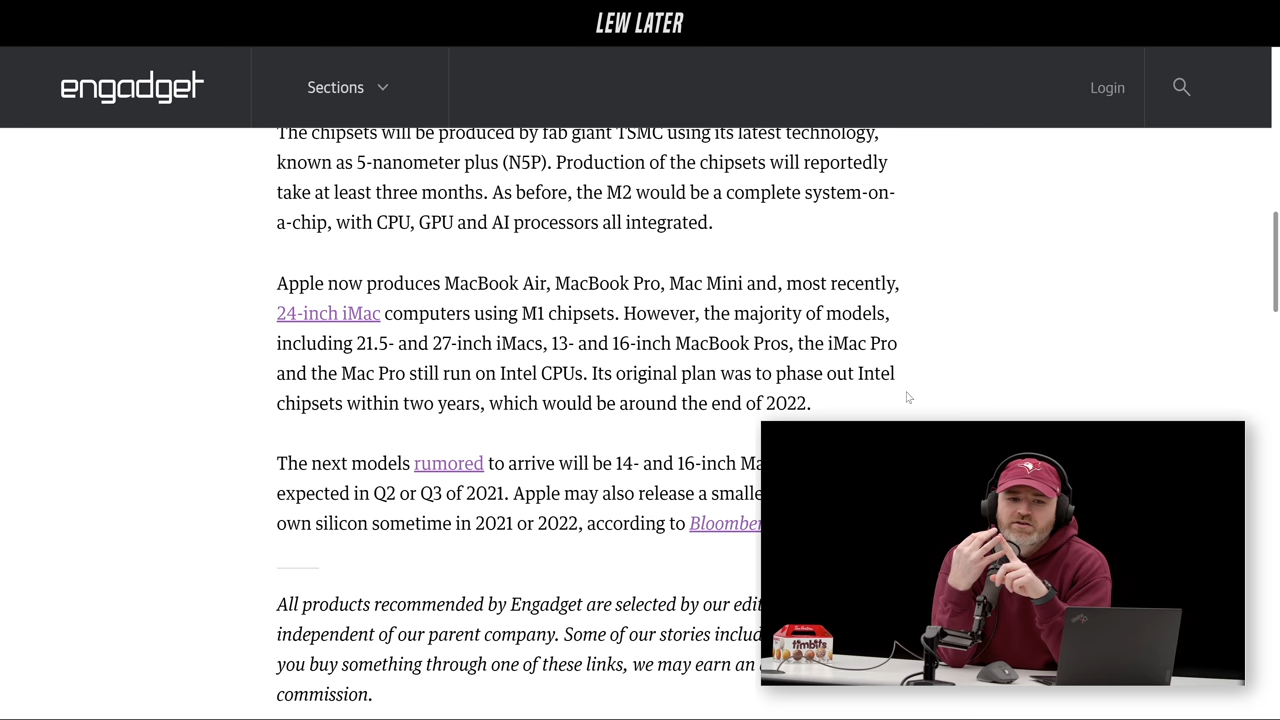 LEW LATER
engadget
Sections
Login
The chipsets will be produced by fab giant TSMC using its latest technology,
known as 5-nanometer plus (N5P). Production of the chipsets will reportedly
take at least three months. As before, the M2 would be a complete system-on-
a-chip, with CPU, GPU and AI processors all integrated.
Apple now produces MacBook Air, MacBook Pro, Mac Mini and, most recently,
24-inch iMac computers using M1 chipsets. However, the majority of models,
including 21.5- and 27-inch iMacs, 13- and 16-inch MacBook Pros, the iMac Pro
and the Mac Pro still run on Intel CPUs. Its original plan was to phase out Intel
chipsets within two years, which would be around the end of 2022.
The next models rumored to arrive will be 14- and 16-inch Ma
expected in Q2 or Q3 of 2021. Apple may also release a smalle
own silicon sometime in 2021 or 2022, according to Bloomber
All products recommended by Engadget are selected by our edit
independent of our parent company. Some of our stories includ
you buy something through one of these links, we may earn an
commission.
timbits